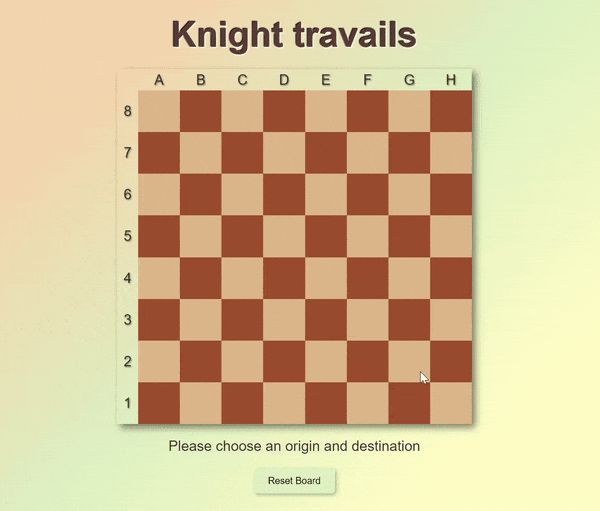 Knight travails
A B C D E F G H
8
7
6
5
4
3
2
1
Please choose an origin and destination
Reset Board